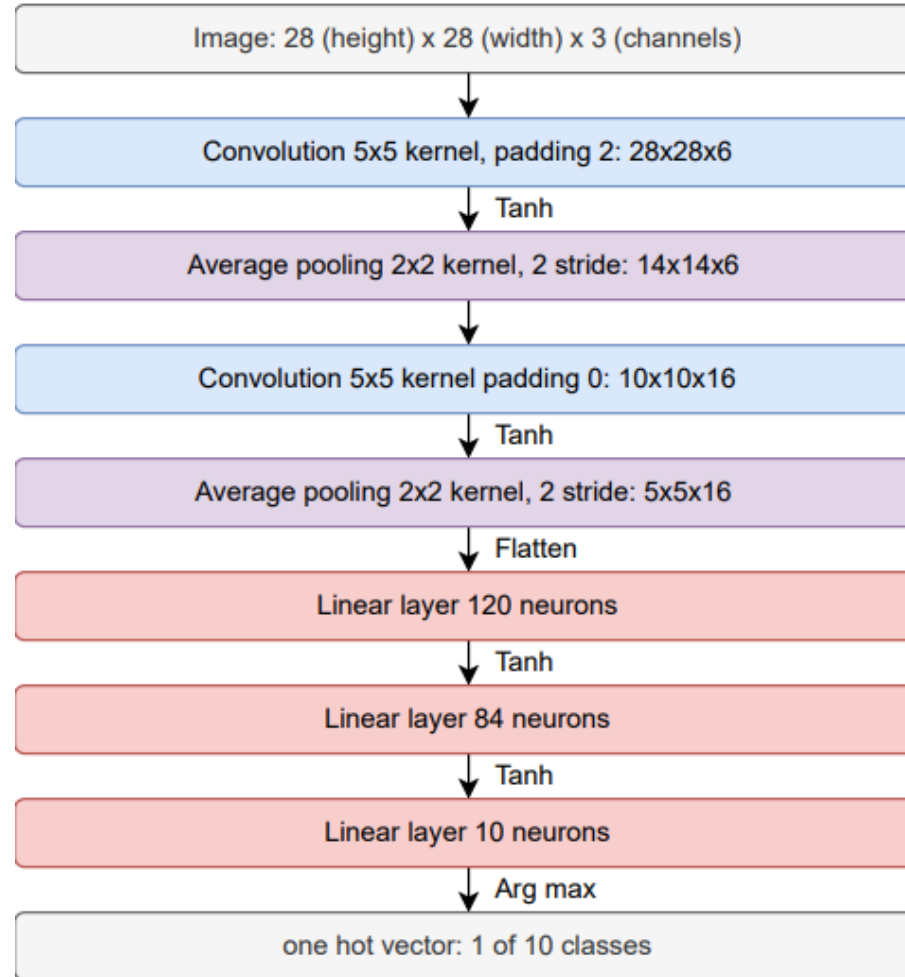 Image: 28 (height) x 28 (width) x 3 (channels)
Convolution 5x5 kernel, padding 2: 28x28x6
Tanh
Average pooling 2x2 kernel, 2 stride: 14x14x6
Convolution 5x5 kernel padding 0: 10x10x16
Tanh
Average pooling 2x2 kernel, 2 stride: 5x5x16
Flatten
Linear layer 120 neurons
Tanh
Linear layer 84 neurons
Tanh
Linear layer 10 neurons
Arg max
one hot vector: 1 of 10 classes